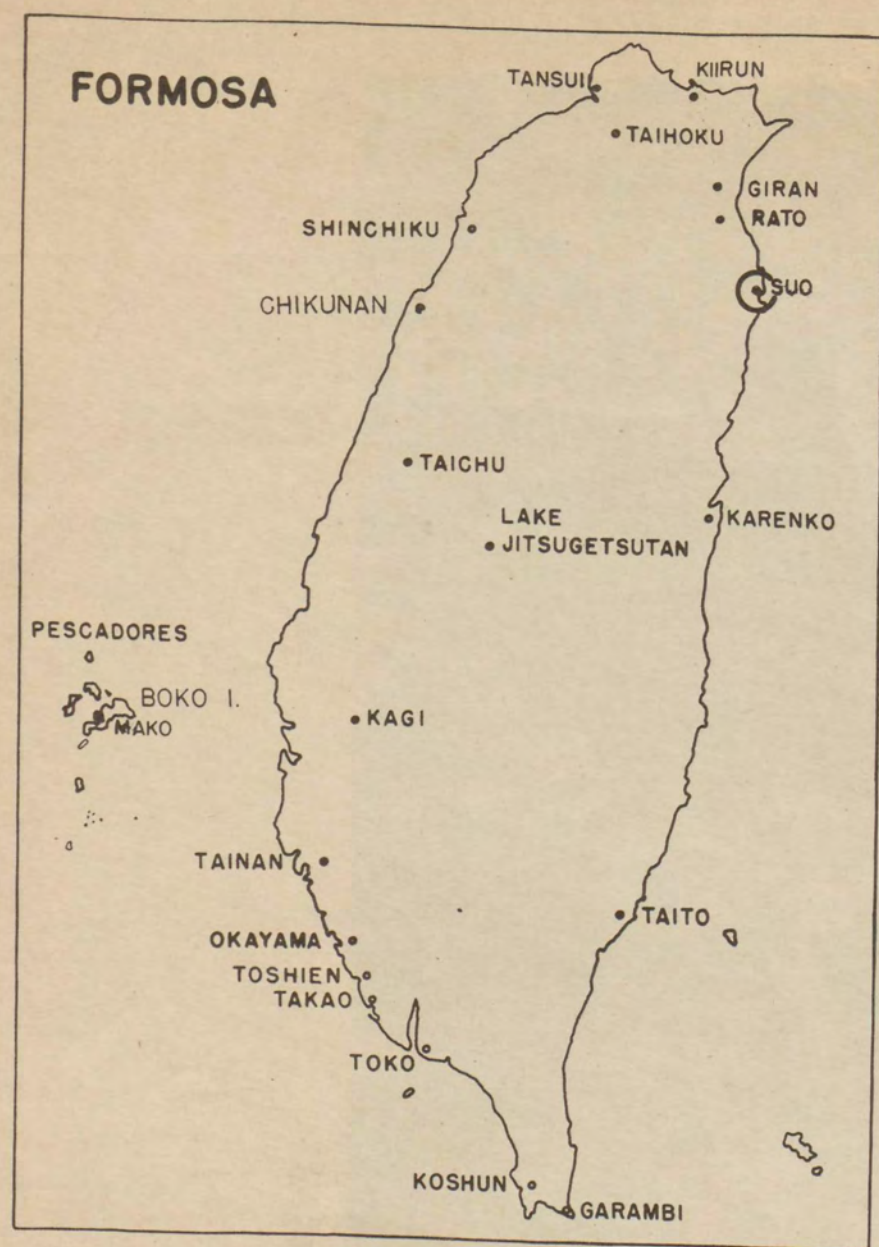 FORMOSA
TANSUI
KIIRUN
TAIHOKU
GIRAN
RATO
SHINCHIKU
SUO
CHIKUNAN
TAICHU
LAKE
JITSUGETSUTAN
KARENKO
PESCADORES
BOKO I.
MAKO
KAGI
TAINAN
TAITO
OKAYAMA
TOSHIEN
TAKAO
TOKO
KOSHUN
GARAMBI